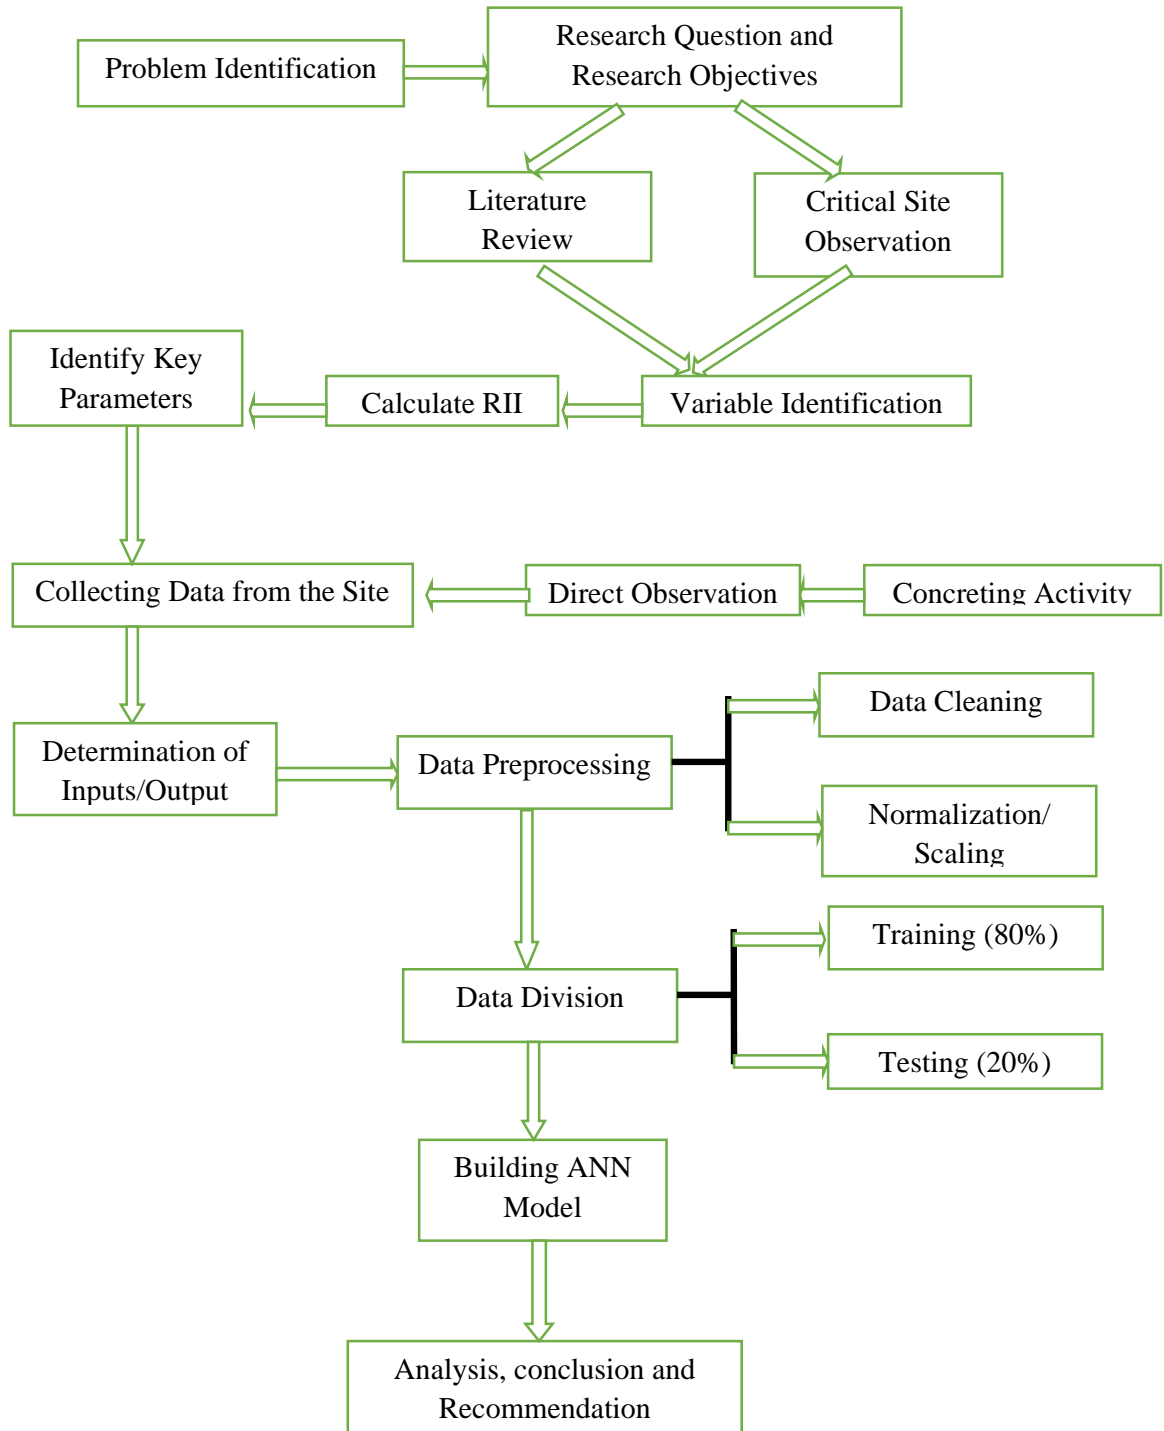 Problem Identification
Research Question and
Research Objectives
Literature
Review
Critical Site
Observation
Identify Key
Parameters
Calculate RII
Variable Identification
Collecting Data from the Site
Direct Observation
Concreting Activity
Determination of
Inputs/Output
Data Preprocessing
Data Cleaning
Normalization/
Scaling
Data Division
Training (80%)
Testing (20%)
Building ANN
Model
Analysis, conclusion and
Recommendation